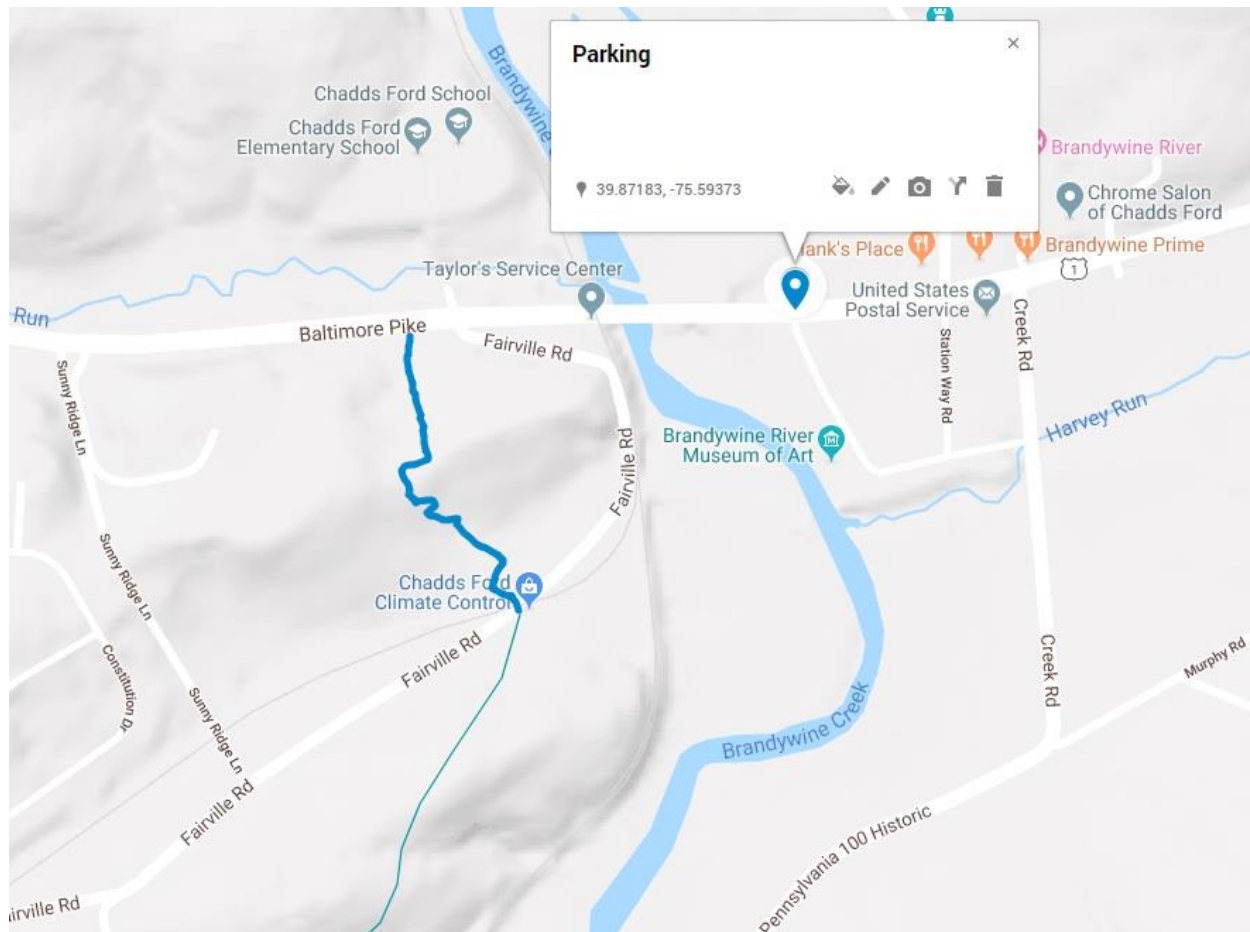 Parking
39.87183, -75.59373
Brandywine
Chadds Ford School
Chadds Ford
Elementary School
Brandywine River
Chrome Salon
of Chadds Ford
Brandywine Prime
1
Taylor's Service Center
United States
Postal Service
Run
Baltimore Pike
Fairville Rd
Sunny Ridge Ln
Station Way Rd
Creek Rd
Harvey Run
Brandywine River
Museum of Art
Fairville Rd
Sunny Ridge Ln
Chadds Ford
Climate Control
Fairville Rd
Constitution Dr
Sunny Ridge Ln
Creek Rd
Murphy Rd
Brandywine Creek
Fairville Rd
Pennsylvania 100 Historic
Rd